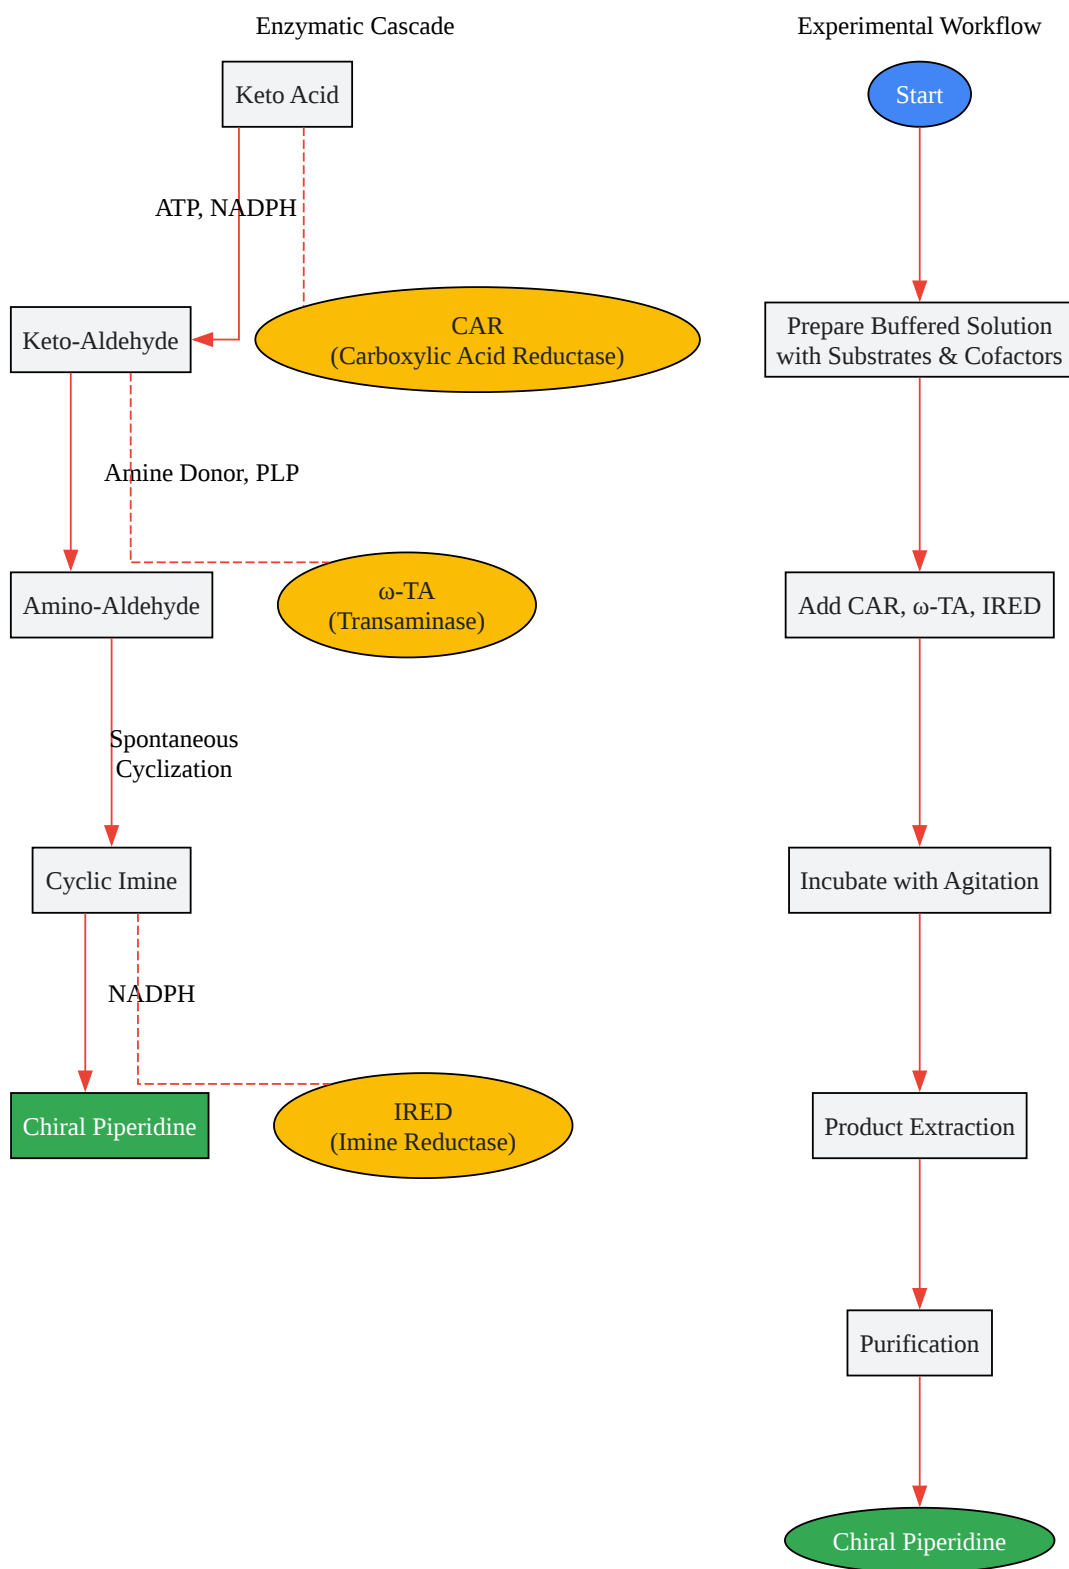 Enzymatic Cascade
Keto Acid
ATP, NADPH
Keto-Aldehyde
CAR
(Carboxylic Acid Reductase)
Amine Donor, PLP
Amino-Aldehyde
ω-TA
(Transaminase)
Spontaneous
Cyclization
Cyclic Imine
NADPH
Chiral Piperidine
IRED
(Imine Reductase)
Experimental Workflow
Start
Prepare Buffered Solution
with Substrates & Cofactors
Add CAR, ω-TA, IRED
Incubate with Agitation
Product Extraction
Purification
Chiral Piperidine